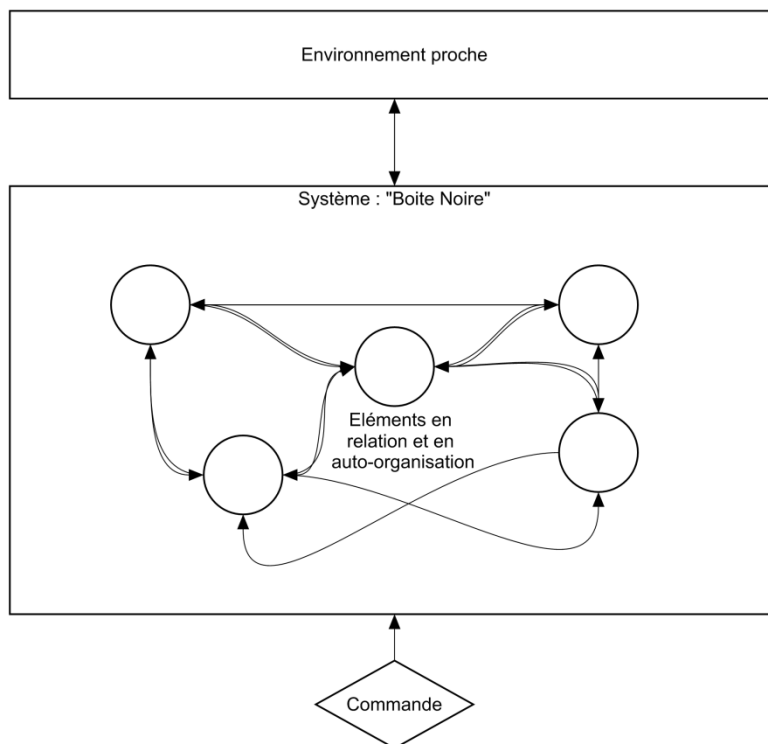 Environnement proche
Système : "Boite Noire"
Eléments en
relation et en
auto-organisation
Commande